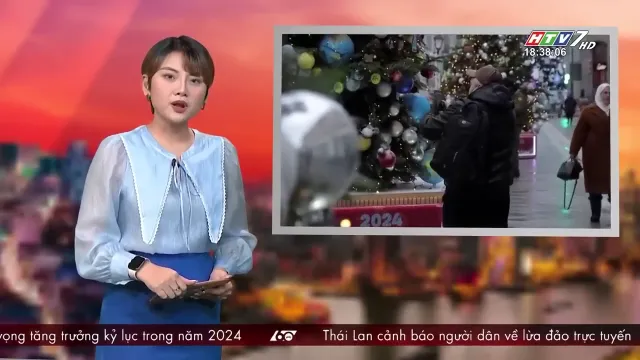 HTV7 HD
18:38:06
2024
vọng tăng trưởng kỷ lục trong năm 2024 60 Thái Lan cảnh báo người dân về lừa đảo trực tuyến